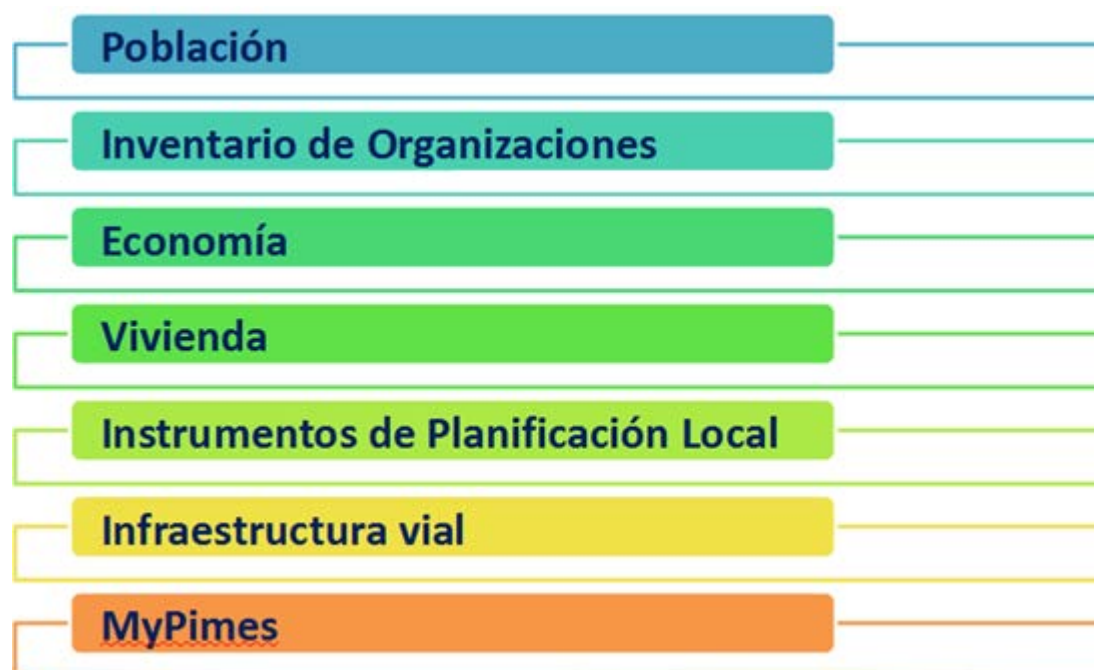 Población
Inventario de Organizaciones
Economía
Vivienda
Instrumentos de Planificación Local
Infraestructura vial
MyPimes